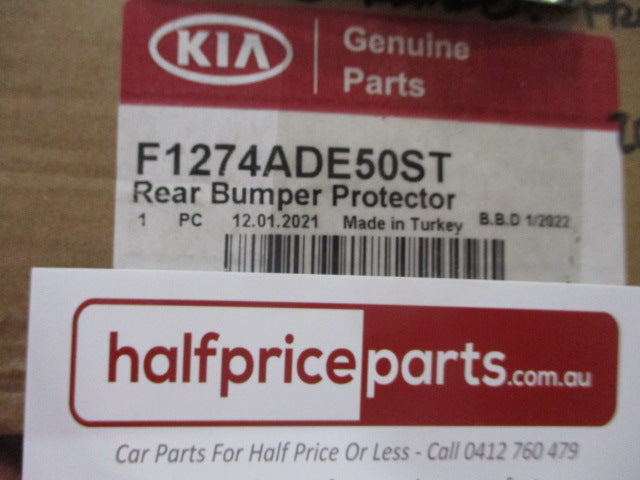 KIA
Genuine
Parts
F1274ADE50ST
Rear Bumper Protector
1 PC 12.01.2021 Made in Turkey B.B.D 1/2022
halfpriceparts.com.au
Car Parts For Half Price Or Less - Call 0412 760 479